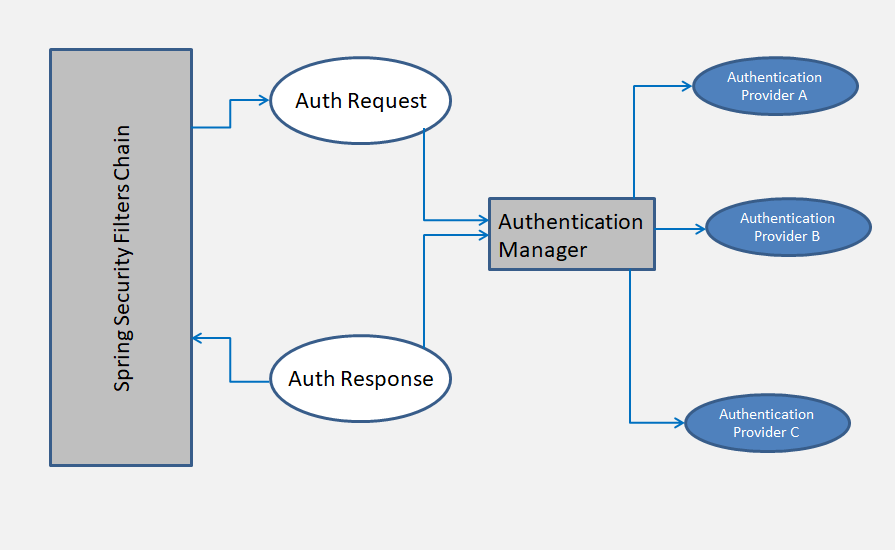 Spring Security Filters Chain
Auth Request
Auth Response
Authentication
Manager
Authentication
Provider A
Authentication
Provider B
Authentication
Provider C